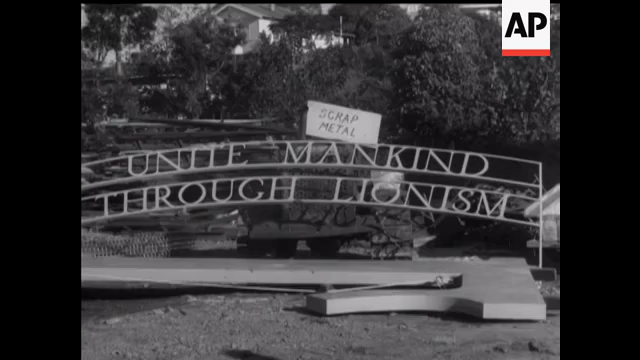 AP
SCRAP
METAL
UNITE MANKIND
THROUGH LIONISM